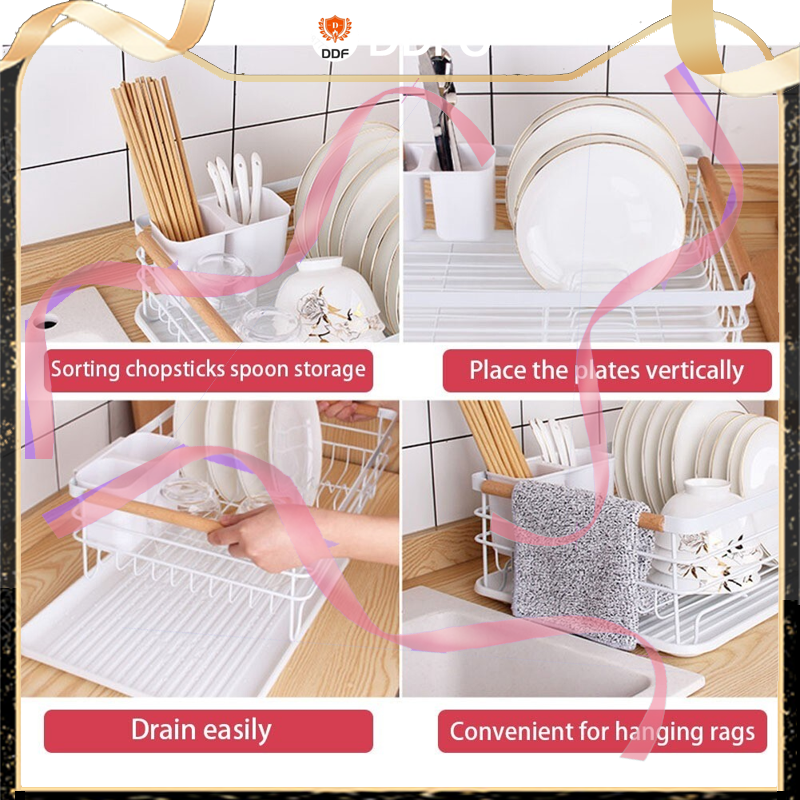 DDF
Sorting chopsticks spoon storage
Place the plates vertically
Drain easily
Convenient for hanging rags